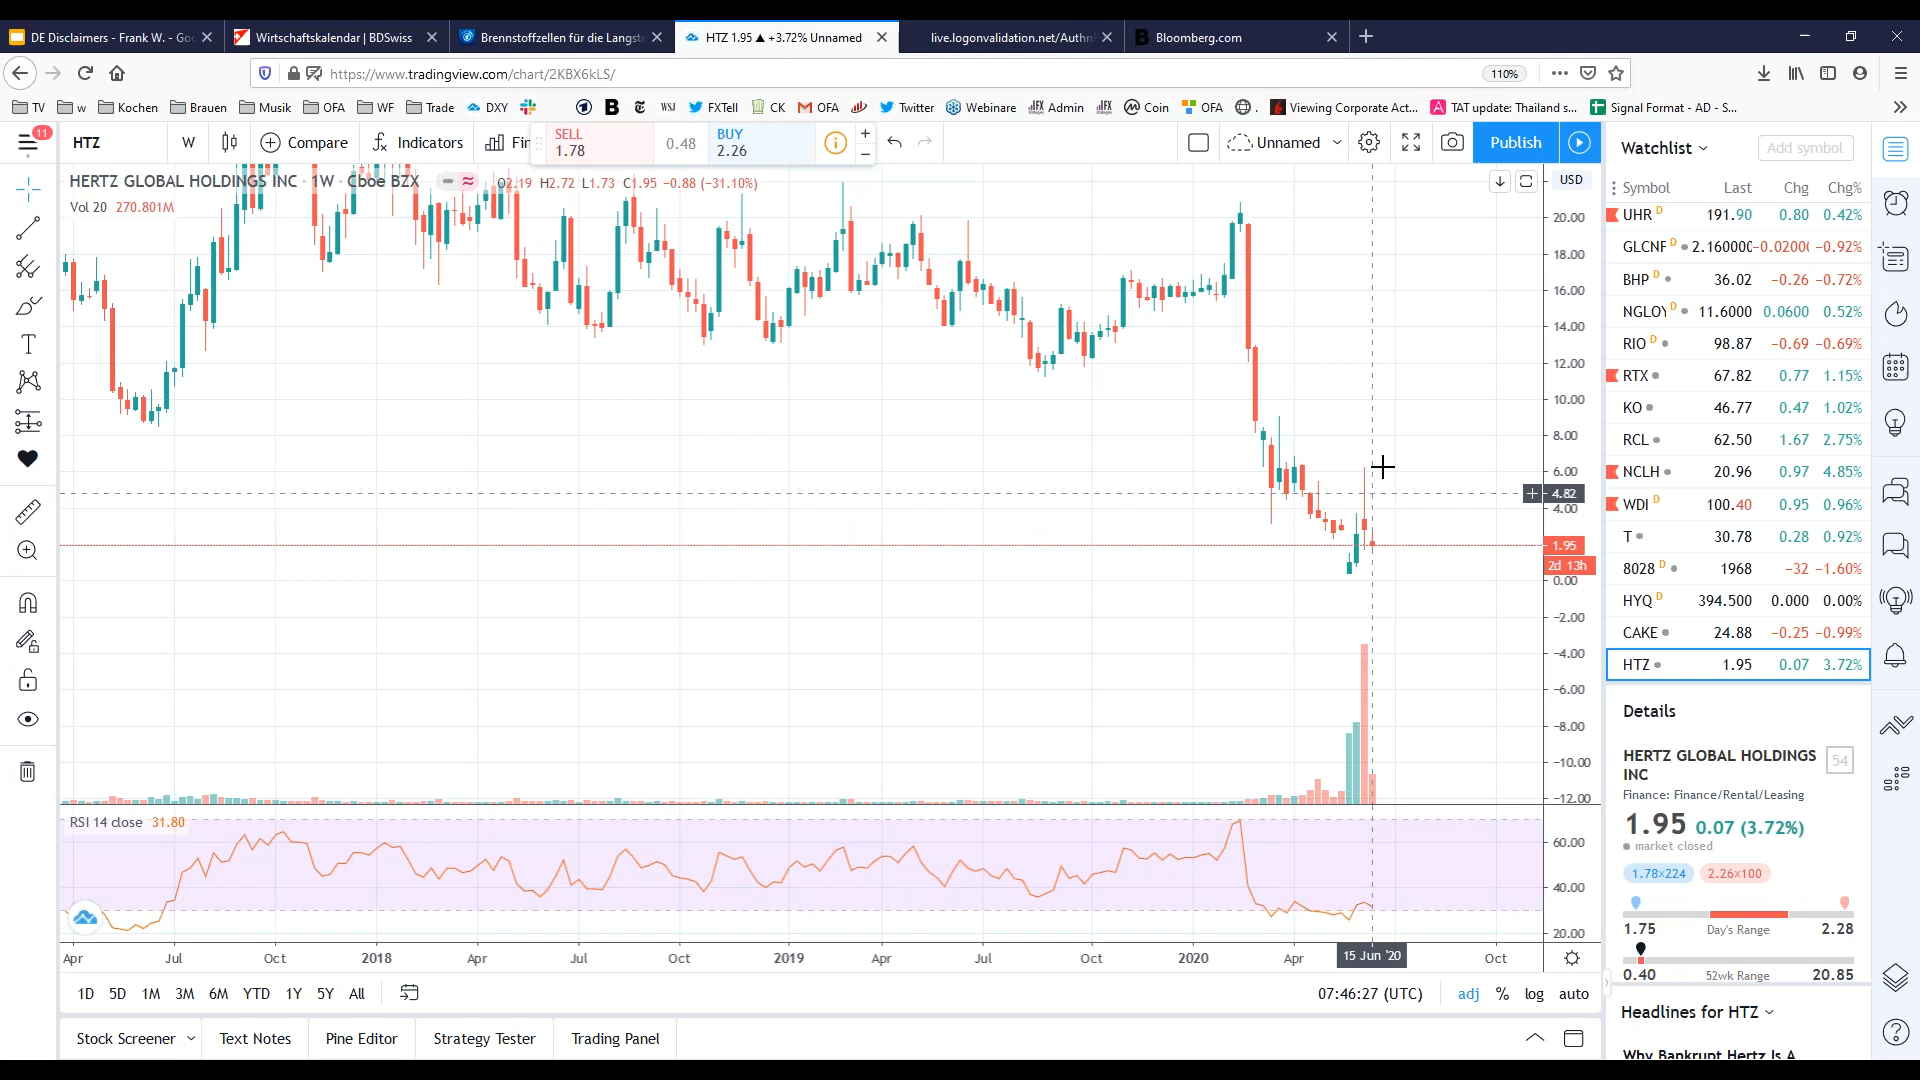 DE Disclaimers - Frank W. - Goo
Wirtschaftskalendar | BDSwiss
Brennstoffzellen für die Langst
HTZ 1.95 ▲ +3.72% Unnamed
live.logonvalidation.net/Authn
B Bloomberg.com
https://www.tradingview.com/chart/2KBX6kLS/
110%
TV
w
Kochen
Brauen
Musik
OFA
WF
Trade
DXY
B
WSJ
FXTell
CK
OFA
Twitter
Webinare
Admin
Coin
OFA
Viewing Corporate Act...
TAT update: Thailand s...
Signal Format - AD - S...
11
HTZ
W
Compare
Indicators
Fin
SELL
1.78
0.48
BUY
2.26
Unnamed
Publish
HERTZ GLOBAL HOLDINGS INC · 1W · Cboe BZX
O2.19 H2.72 L1.73 C1.95 −0.88 (−31.10%)
Vol 20 270.801M
USD
20.00
18.00
16.00
14.00
12.00
10.00
8.00
6.00
4.82
4.00
1.95
2d 13h
0.00
−2.00
−4.00
−6.00
−8.00
−10.00
−12.00
RSI 14 close 31.80
60.00
40.00
20.00
Apr
Jul
Oct
2018
Apr
Jul
Oct
2019
Apr
Jul
Oct
2020
Apr
15 Jun '20
Oct
1D 5D 1M 3M 6M YTD 1Y 5Y All
07:46:27 (UTC)
adj % log auto
Stock Screener
Text Notes
Pine Editor
Strategy Tester
Trading Panel
Watchlist
Add symbol
Symbol Last Chg Chg%
UHR D 191.90 0.80 0.42%
GLCNF D 2.160000 −0.02000 −0.92%
BHP D 36.02 −0.26 −0.72%
NGLOY D 11.6000 0.0600 0.52%
RIO D 98.87 −0.69 −0.69%
RTX 67.82 0.77 1.15%
KO 46.77 0.47 1.02%
RCL 62.50 1.67 2.75%
NCLH 20.96 0.97 4.85%
WDI D 100.40 0.95 0.96%
T 30.78 0.28 0.92%
8028 D 1968 −32 −1.60%
HYQ D 394.500 0.000 0.00%
CAKE 24.88 −0.25 −0.99%
HTZ 1.95 0.07 3.72%
Details
HERTZ GLOBAL HOLDINGS
INC
54
Finance: Finance/Rental/Leasing
1.95 0.07 (3.72%)
market closed
1.78×224 2.26×100
1.75 Day's Range 2.28
0.40 52wk Range 20.85
Headlines for HTZ
Why Bankrupt Hertz Is A